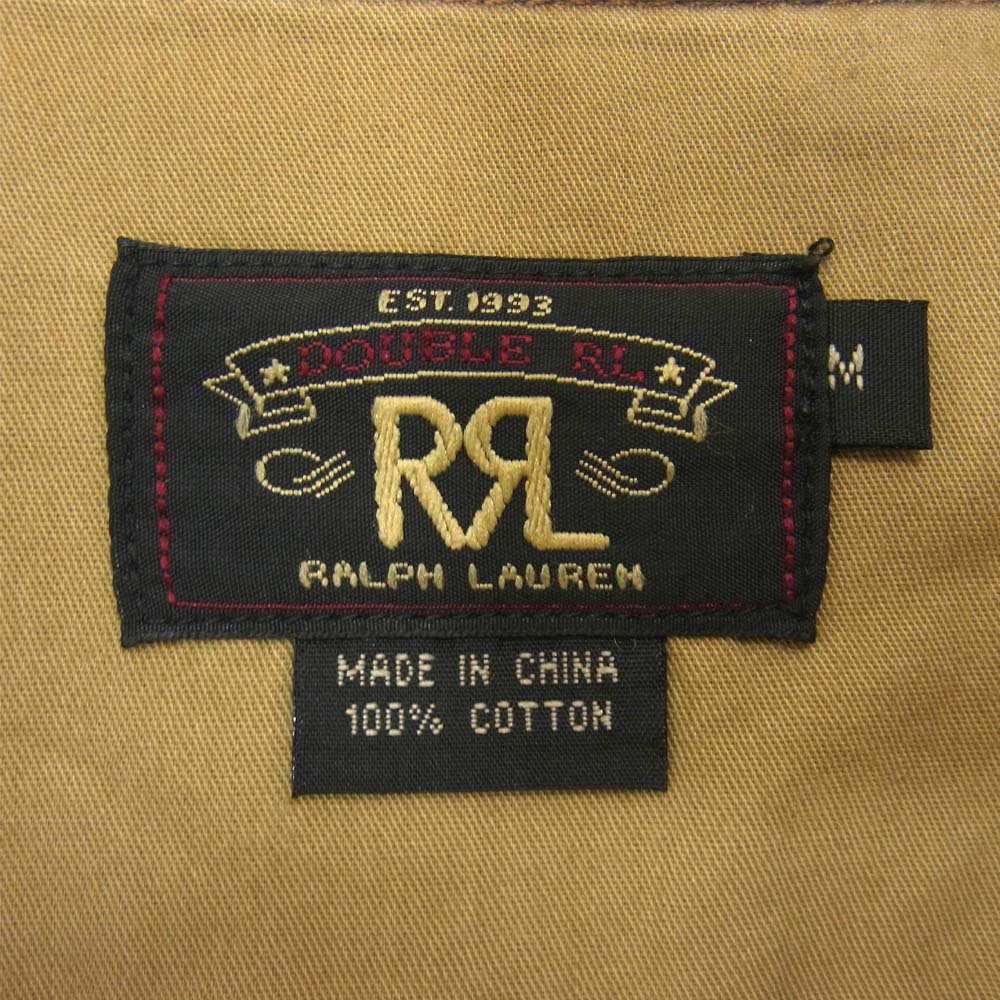 EST. 1993
DOUBLE RL
RRL
RALPH LAUREN
M
MADE IN CHINA
100% COTTON